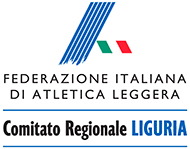 FEDERAZIONE ITALIANA
DI ATLETICA LEGGERA
Comitato Regionale LIGURIA